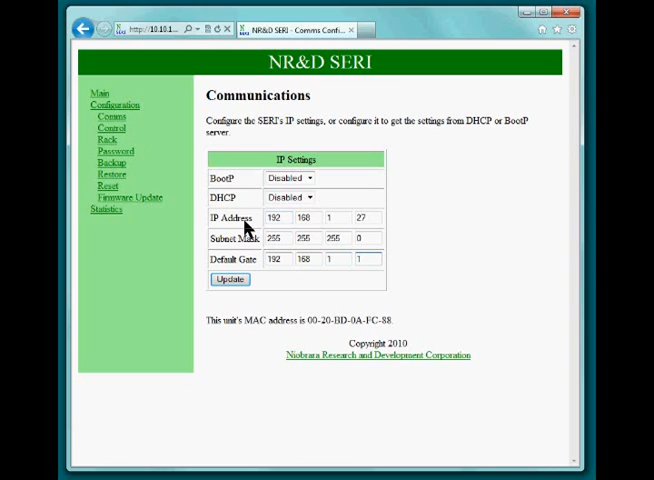 http://10.10.1...
NR&D SERI - Comms Confi...
NR&D SERI
Main
Configuration
Comms
Control
Rack
Password
Backup
Restore
Reset
Firmware Update
Statistics
Communications
Configure the SERI's IP settings, or configure it to get the settings from DHCP or BootP
server.
IP Settings
BootP Disabled
DHCP Disabled
IP Address 192 168 1 27
Subnet Mask 255 255 255 0
Default Gate 192 168 1 1
Update
This unit's MAC address is 00-20-BD-0A-FC-88.
Copyright 2010
Niobrara Research and Development Corporation